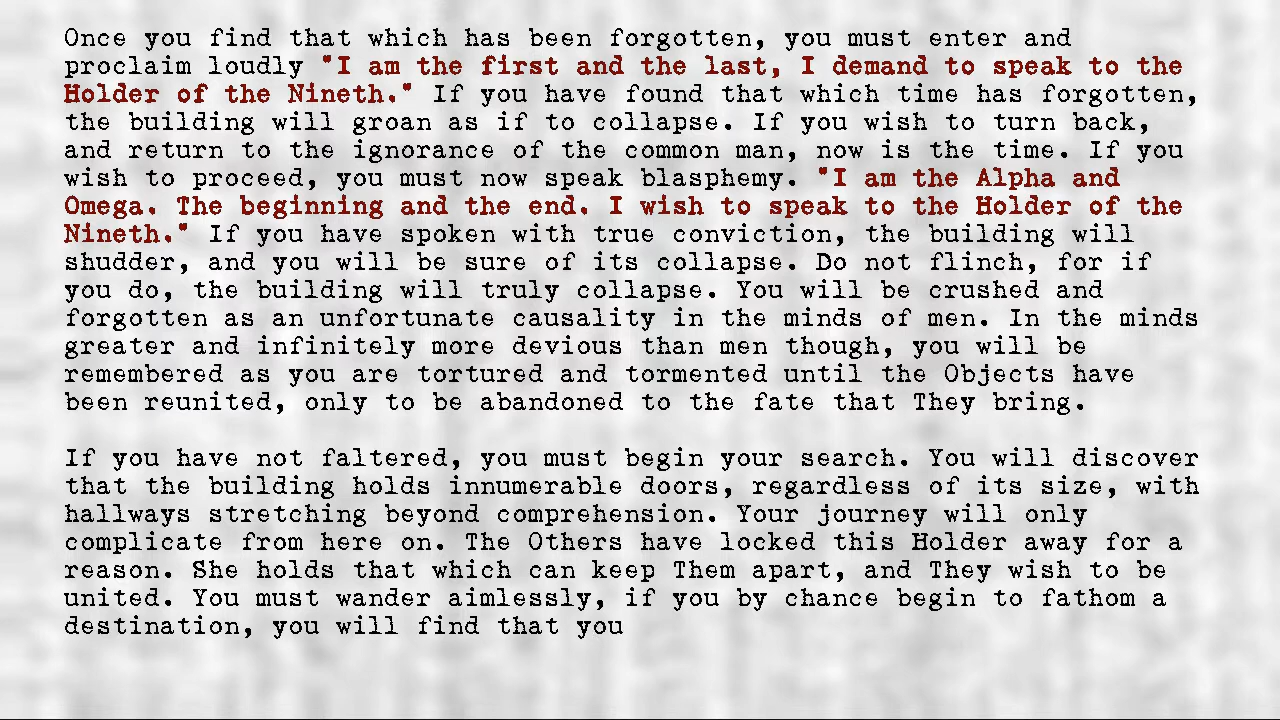 Once you find that which has been forgotten, you must enter and
proclaim loudly "I am the first and the last, I demand to speak to the
Holder of the Nineth." If you have found that which time has forgotten,
the building will groan as if to collapse. If you wish to turn back,
and return to the ignorance of the common man, now is the time. If you
wish to proceed, you must now speak blasphemy. "I am the Alpha and
Omega. The beginning and the end. I wish to speak to the Holder of the
Nineth." If you have spoken with true conviction, the building will
shudder, and you will be sure of its collapse. Do not flinch, for if
you do, the building will truly collapse. You will be crushed and
forgotten as an unfortunate causality in the minds of men. In the minds
greater and infinitely more devious than men though, you will be
remembered as you are tortured and tormented until the Objects have
been reunited, only to be abandoned to the fate that They bring.

If you have not faltered, you must begin your search. You will discover
that the building holds innumerable doors, regardless of its size, with
hallways stretching beyond comprehension. Your journey will only
complicate from here on. The Others have locked this Holder away for a
reason. She holds that which can keep Them apart, and They wish to be
united. You must wander aimlessly, if you by chance begin to fathom a
destination, you will find that you